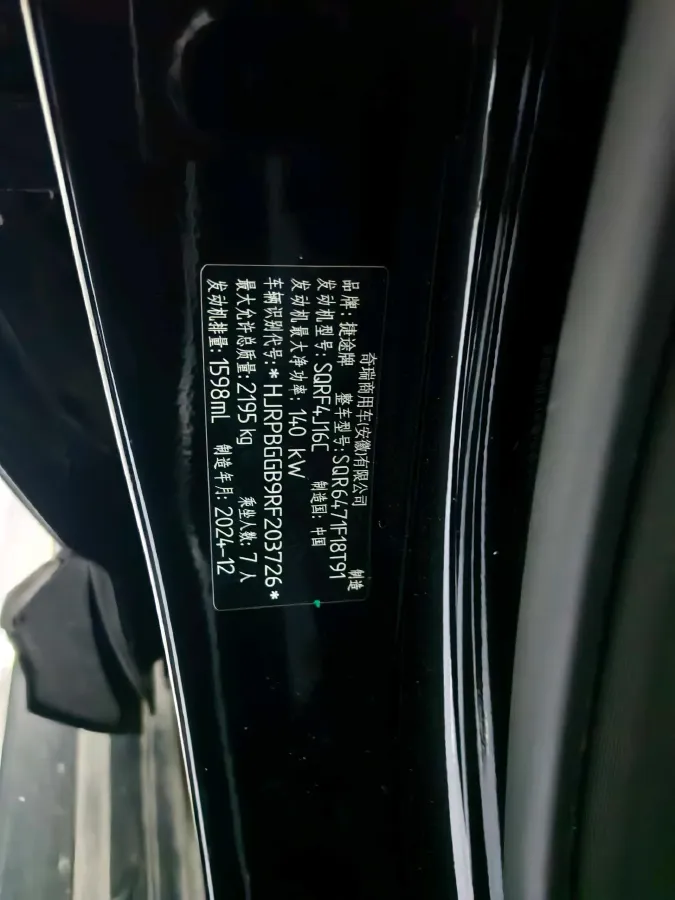 奇瑞商用车(安徽)有限公司 制造
品牌:捷途牌 整车型号:SQR6471F18T91
发动机型号:SQRF4J16C 制造国:中国
发动机最大净功率:140 kW
车辆识别代号:*HJRPBGGB9RF203726*
最大允许总质量:2195 kg 乘坐人数:7人
发动机排量:1598mL 制造年月:2024-12